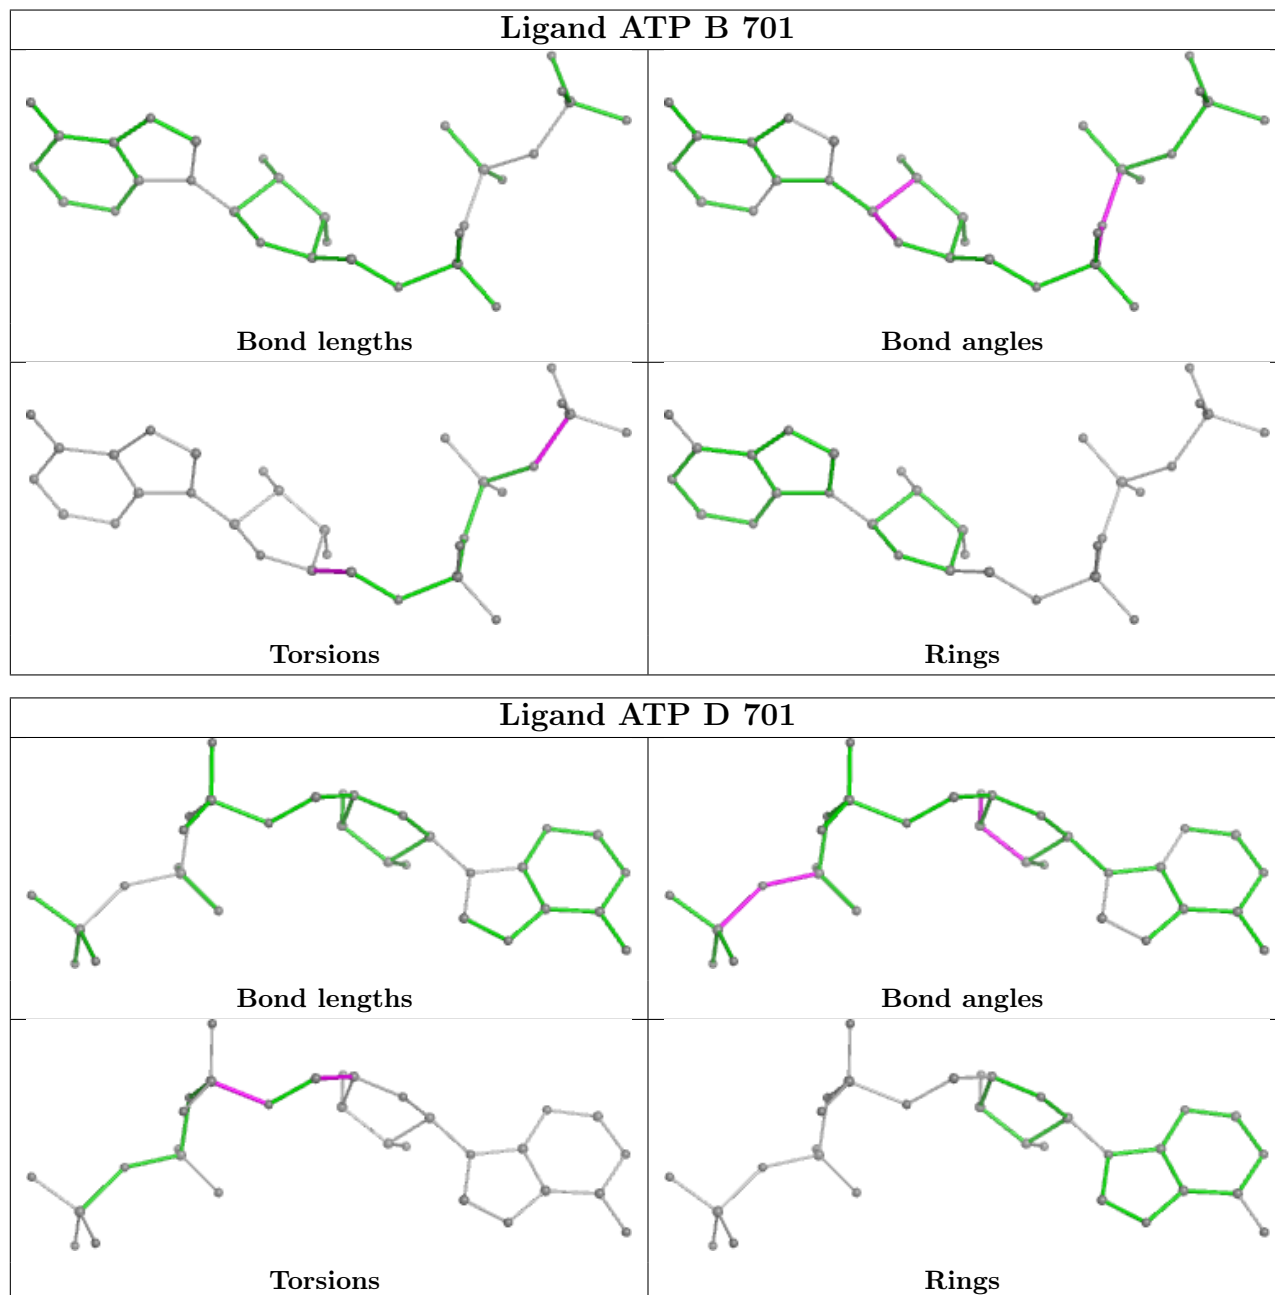 Ligand ATP B 701
Bond lengths
Bond angles
Torsions
Rings
Ligand ATP D 701
Bond lengths
Bond angles
Torsions
Rings